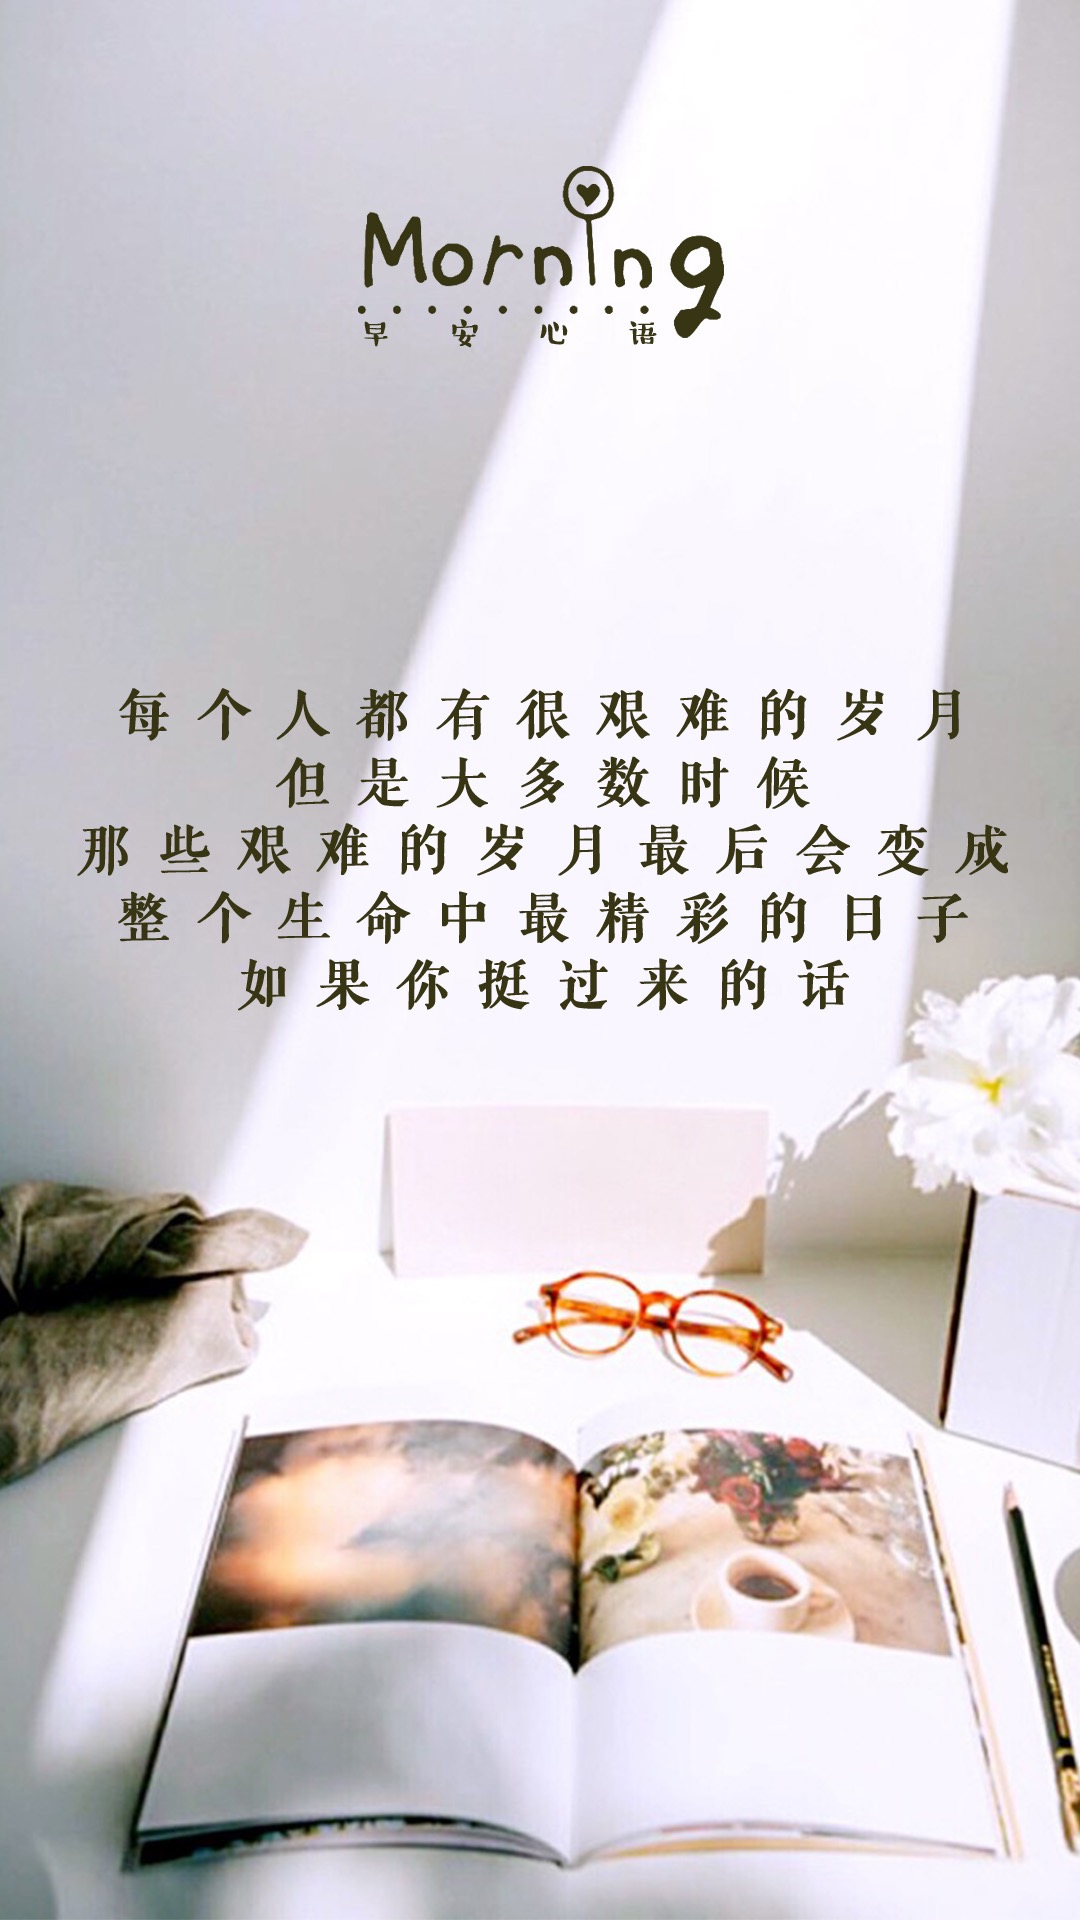 Morning
早安心语
每个人都有很艰难的岁月
但是大多数时候
那些艰难的岁月最后会变成
整个生命中最精彩的日子
如果你挺过来的话